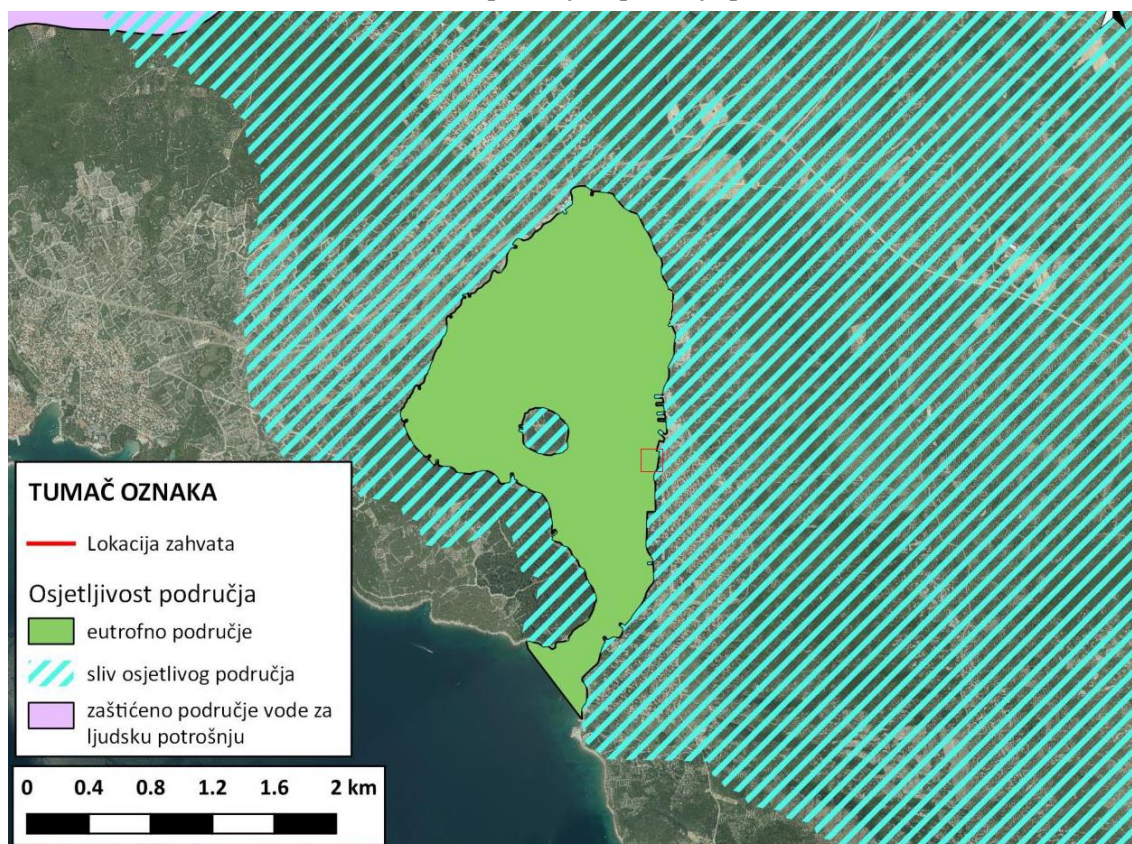 TUMAČ OZNAKA
Lokacija zahvata
Osjetljivost područja
eutrofno područje
sliv osjetlivog područja
zaštićeno područje vode za
ljudsku potrošnju
0 0.4 0.8 1.2 1.6 2 km